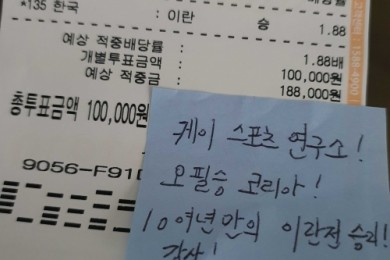 *135 한국 : 이란 승 1.88
예상 적중배당률 : 1.88배
개별투표금액 : 100,000원
예상 적중금 : 188,000원
총투표금액 100,000원
9056-F91D
케이 스포츠 연구소!
오필승 코리아!
10여년만의 이란전 승리!
감사!